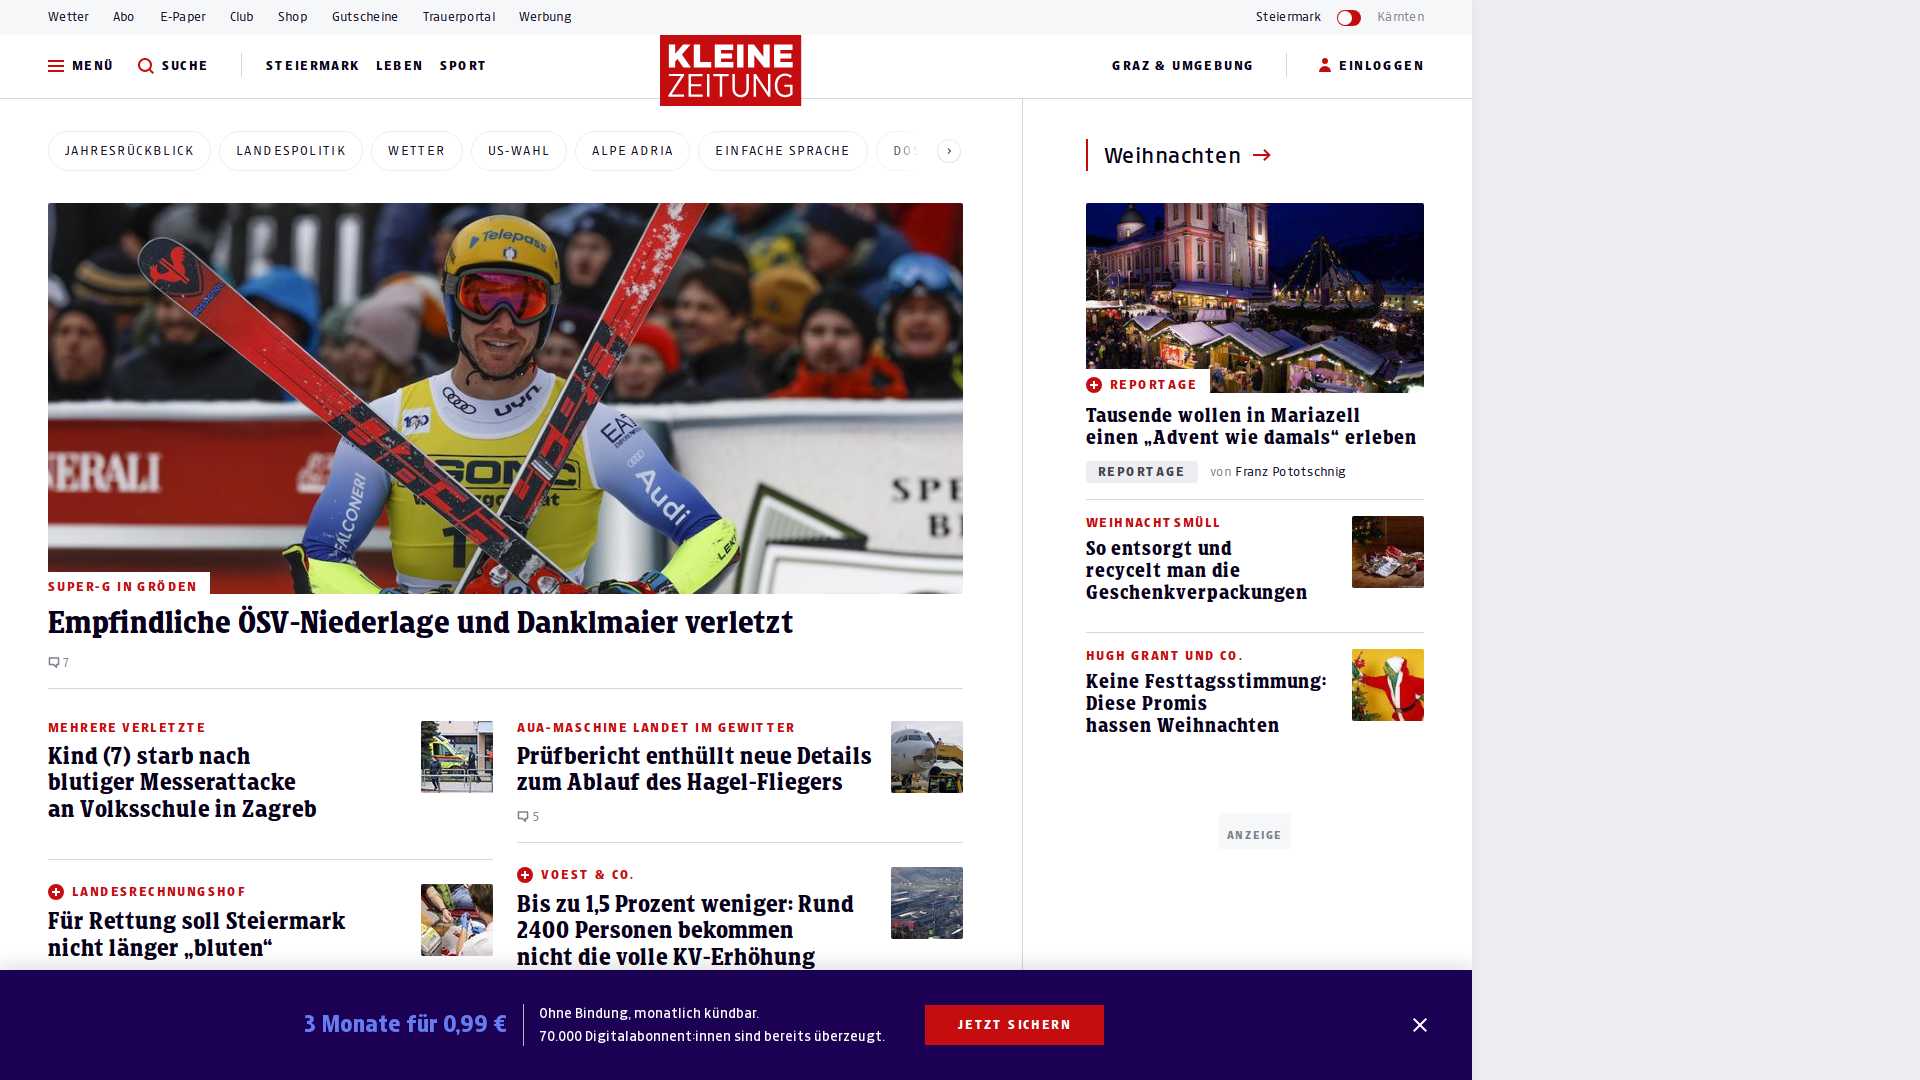 Wetter Abo E-Paper Club Shop Gutscheine Trauerportal Werbung
Steiermark Kärnten
MENÜ SUCHE STEIERMARK LEBEN SPORT
KLEINE
ZEITUNG
GRAZ & UMGEBUNG EINLOGGEN
JAHRESRÜCKBLICK LANDESPOLITIK WETTER US-WAHL ALPE ADRIA EINFACHE SPRACHE
Telepass
Audi
FALCONERI
SUPER-G IN GRÖDEN
Empfindliche ÖSV-Niederlage und Danklmaier verletzt
7
MEHRERE VERLETZTE
Kind (7) starb nach
blutiger Messerattacke
an Volksschule in Zagreb
LANDESRECHNUNGSHOF
Für Rettung soll Steiermark
nicht länger „bluten“
AUA-MASCHINE LANDET IM GEWITTER
Prüfbericht enthüllt neue Details
zum Ablauf des Hagel-Fliegers
5
VOEST & CO.
Bis zu 1,5 Prozent weniger: Rund
2400 Personen bekommen
nicht die volle KV-Erhöhung
Weihnachten
REPORTAGE
Tausende wollen in Mariazell
einen „Advent wie damals“ erleben
REPORTAGE von Franz Pototschnig
WEIHNACHTSMÜLL
So entsorgt und
recycelt man die
Geschenkverpackungen
HUGH GRANT UND CO.
Keine Festtagsstimmung:
Diese Promis
hassen Weihnachten
ANZEIGE
3 Monate für 0,99 €
Ohne Bindung, monatlich kündbar.
70.000 Digitalabonnent:innen sind bereits überzeugt.
JETZT SICHERN